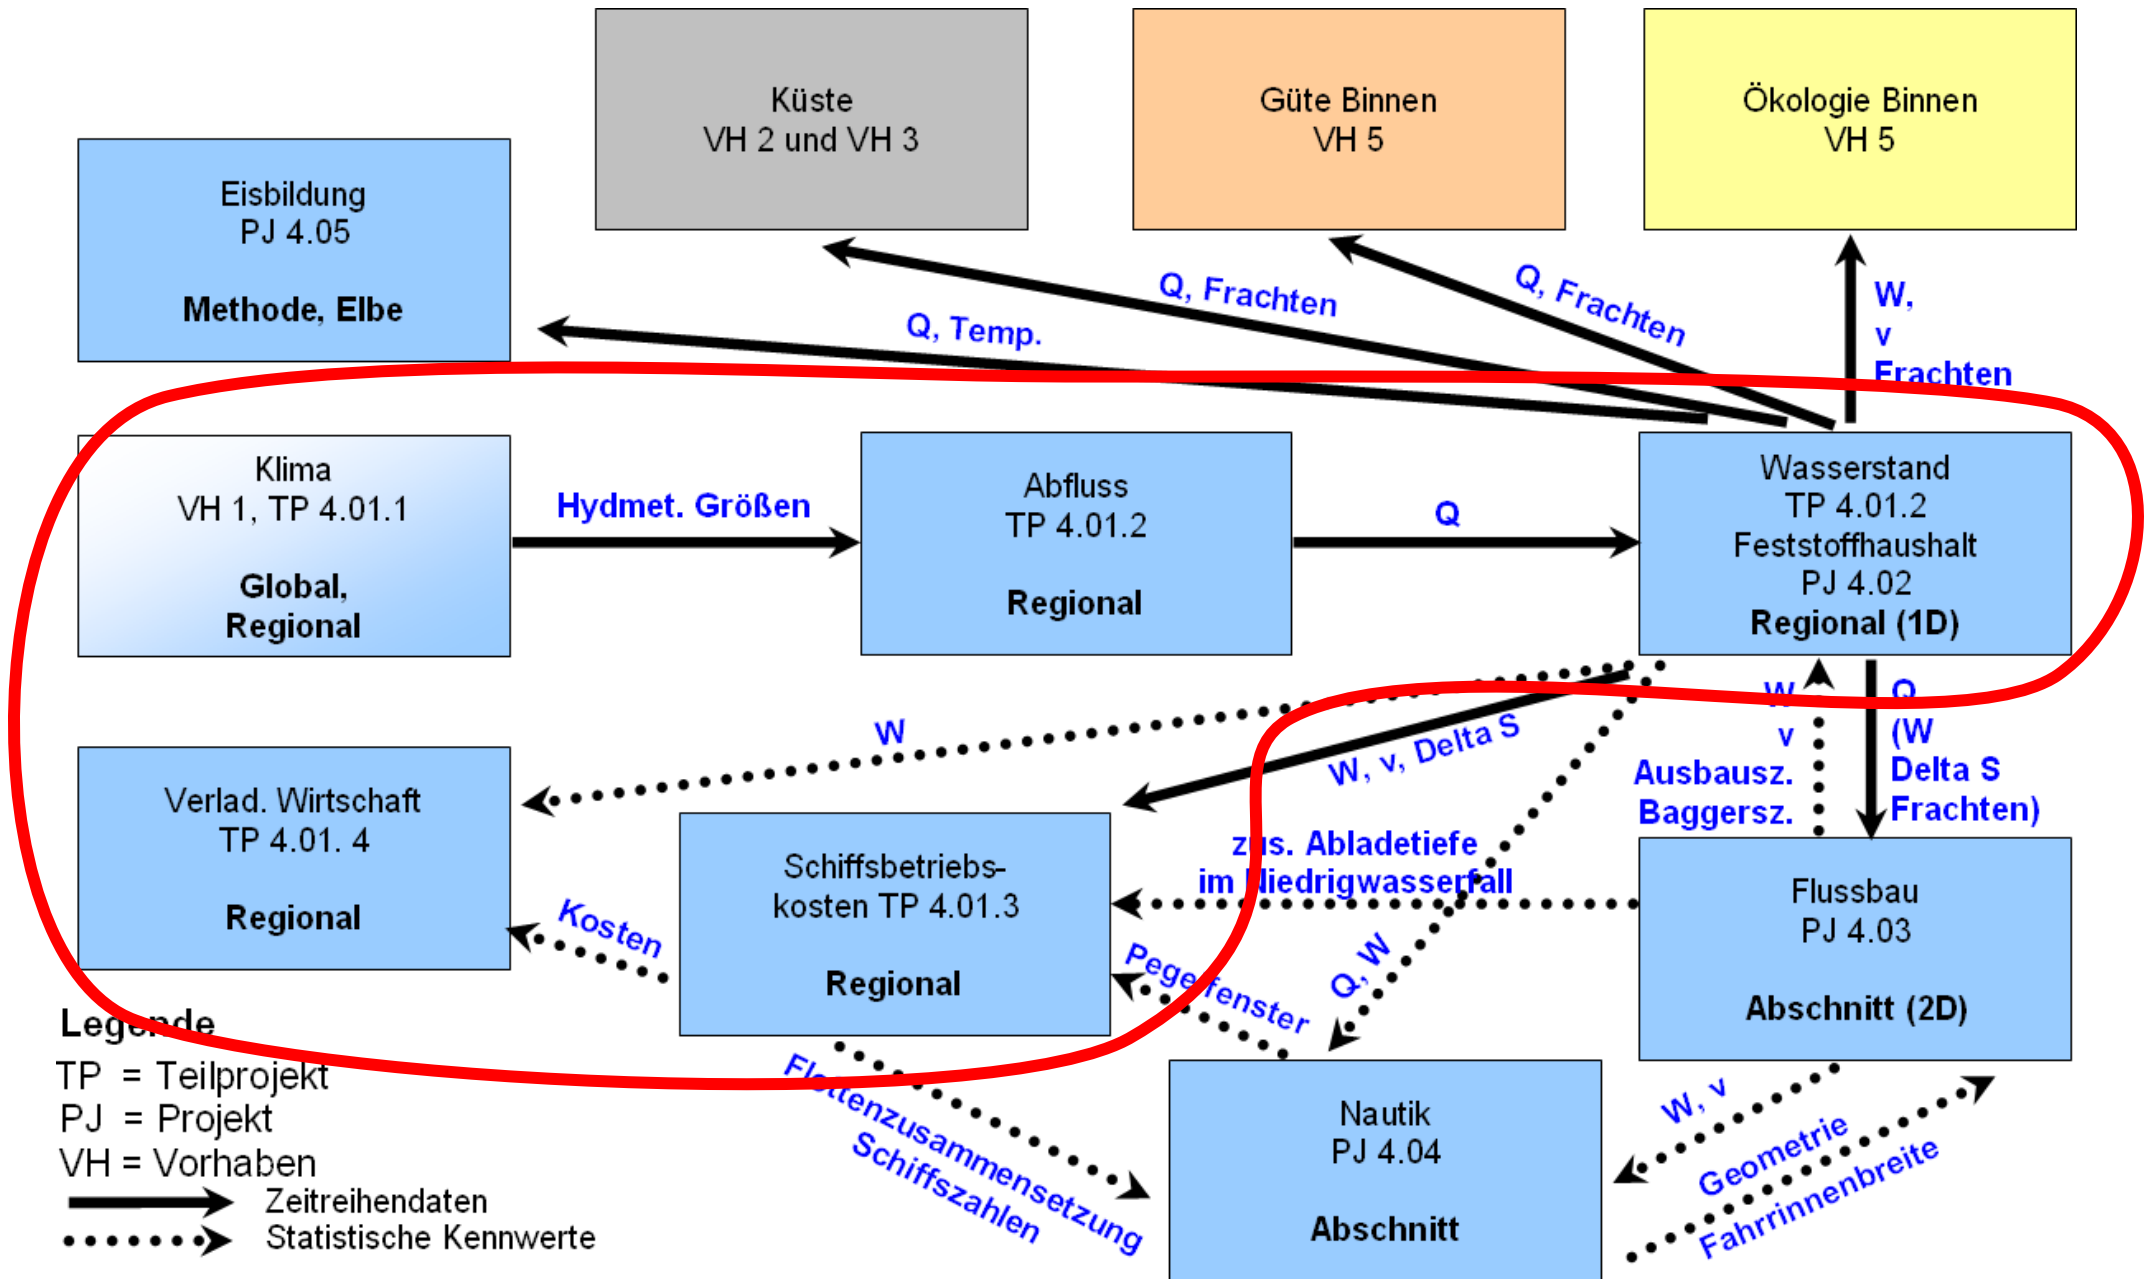 Küste
VH 2 und VH 3
Güte Binnen
VH 5
Ökologie Binnen
VH 5
Eisbildung
PJ 4.05
Methode, Elbe
Q, Temp.
Q, Frachten
Q, Frachten
W,
v
Frachten
Klima
VH 1, TP 4.01.1
Global,
Regional
Hydmet. Größen
Abfluss
TP 4.01.2
Regional
Q
Wasserstand
TP 4.01.2
Feststoffhaushalt
PJ 4.02
Regional (1D)
W
W, v, Delta S
W
v
Ausbausz.
Baggersz.
Q
(W
Delta S
Frachten)
Verlad. Wirtschaft
TP 4.01. 4
Regional
Kosten
Schiffsbetriebs-
kosten TP 4.01.3
Regional
zus. Abladetiefe
im Niedrigwasserfall
Pegelfenster
Q, W
Flussbau
PJ 4.03
Abschnitt (2D)
Flottenzusammensetzung
Schiffszahlen
Nautik
PJ 4.04
Abschnitt
W, v
Geometrie
Fahrrinnenbreite
Legende
TP = Teilprojekt
PJ = Projekt
VH = Vorhaben
Zeitreihendaten
Statistische Kennwerte